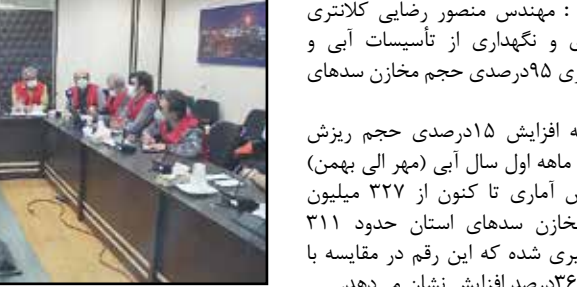 : مهندس منصور رضایی کلانتری
و نگهداری از تأسیسات آبی و
۹۵درصدی حجم مخازن سدهای
افزایش ۱۵درصدی حجم ریزش
ماهه اول سال آبی (مهر الی بهمن)
آماری تا کنون از ۳۲۷ میلیون
مخازن سدهای استان حدود ۳۱۱
شده که این رقم در مقایسه با
۳۶درصد افزایش نشان می دهد.